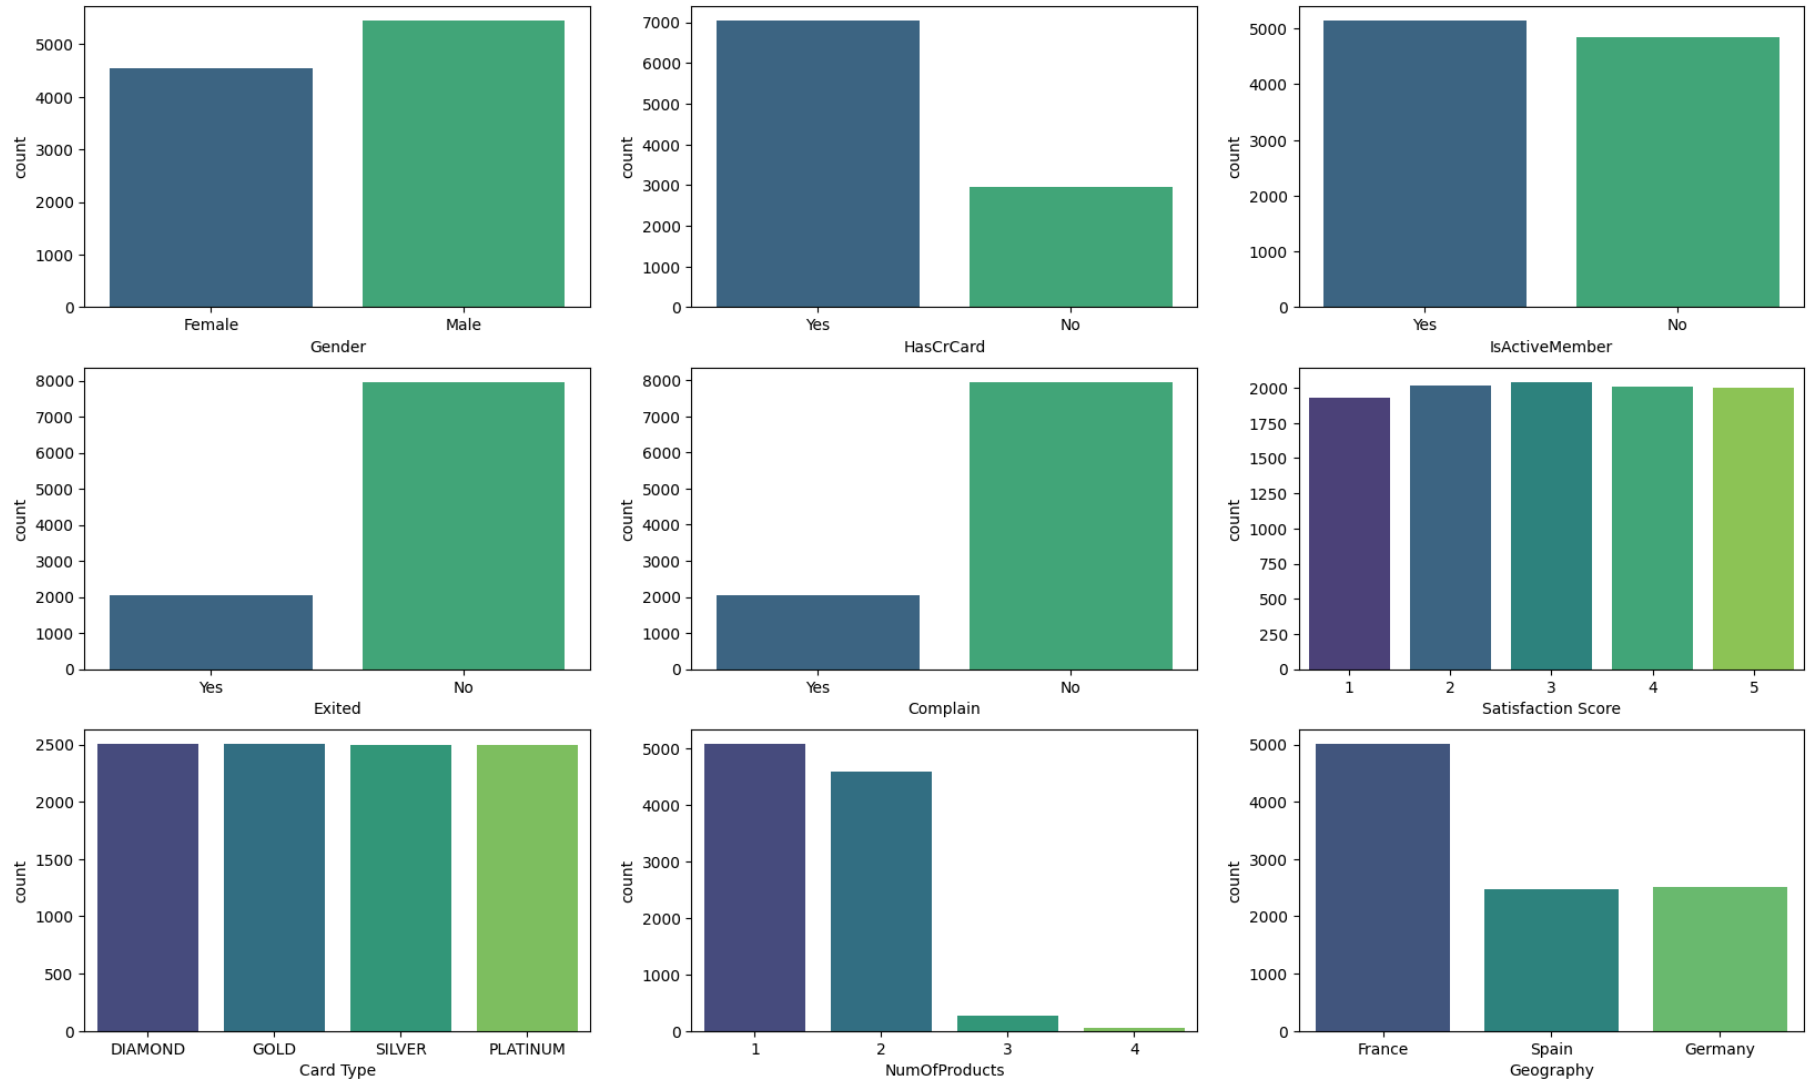 5000
4000
3000
2000
1000
0
count
Female Male
Gender
7000
6000
5000
4000
3000
2000
1000
0
count
Yes No
HasCrCard
5000
4000
3000
2000
1000
0
count
Yes No
IsActiveMember
8000
7000
6000
5000
4000
3000
2000
1000
0
count
Yes No
Exited
8000
7000
6000
5000
4000
3000
2000
1000
0
count
Yes No
Complain
2000
1750
1500
1250
1000
750
500
250
0
count
1 2 3 4 5
Satisfaction Score
2500
2000
1500
1000
500
0
count
DIAMOND GOLD SILVER PLATINUM
Card Type
5000
4000
3000
2000
1000
0
count
1 2 3 4
NumOfProducts
5000
4000
3000
2000
1000
0
count
France Spain Germany
Geography